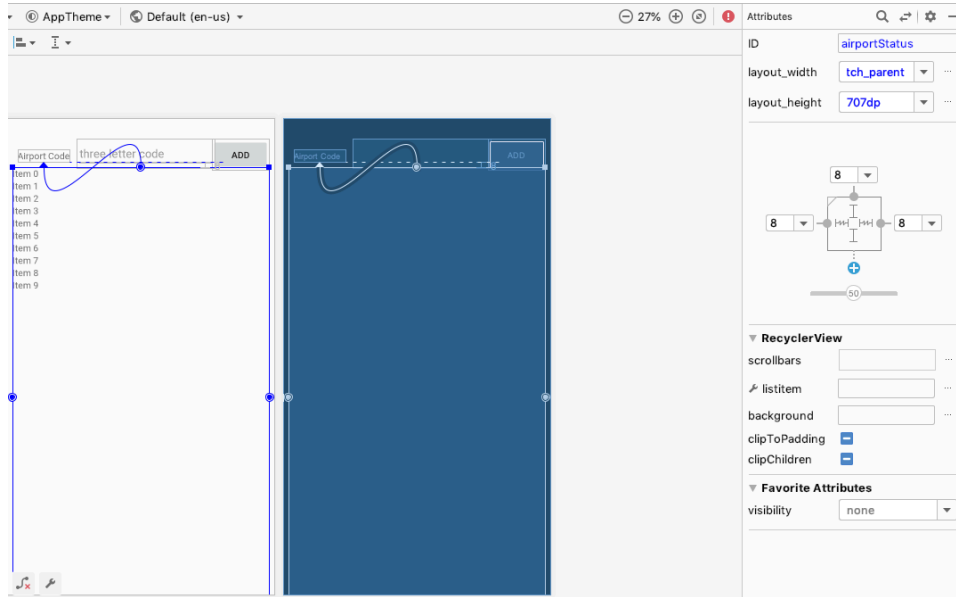 AppTheme Default (en-us) 27% Attributes
ID airportStatus
layout_width tch_parent
layout_height 707dp
Airport Code three letter code ADD
Airport Code ADD
Item 0
Item 1
Item 2
Item 3
Item 4
Item 5
Item 6
Item 7
Item 8
Item 9
8
8 8
50
RecyclerView
scrollbars
listitem
background
clipToPadding
clipChildren
Favorite Attributes
visibility none